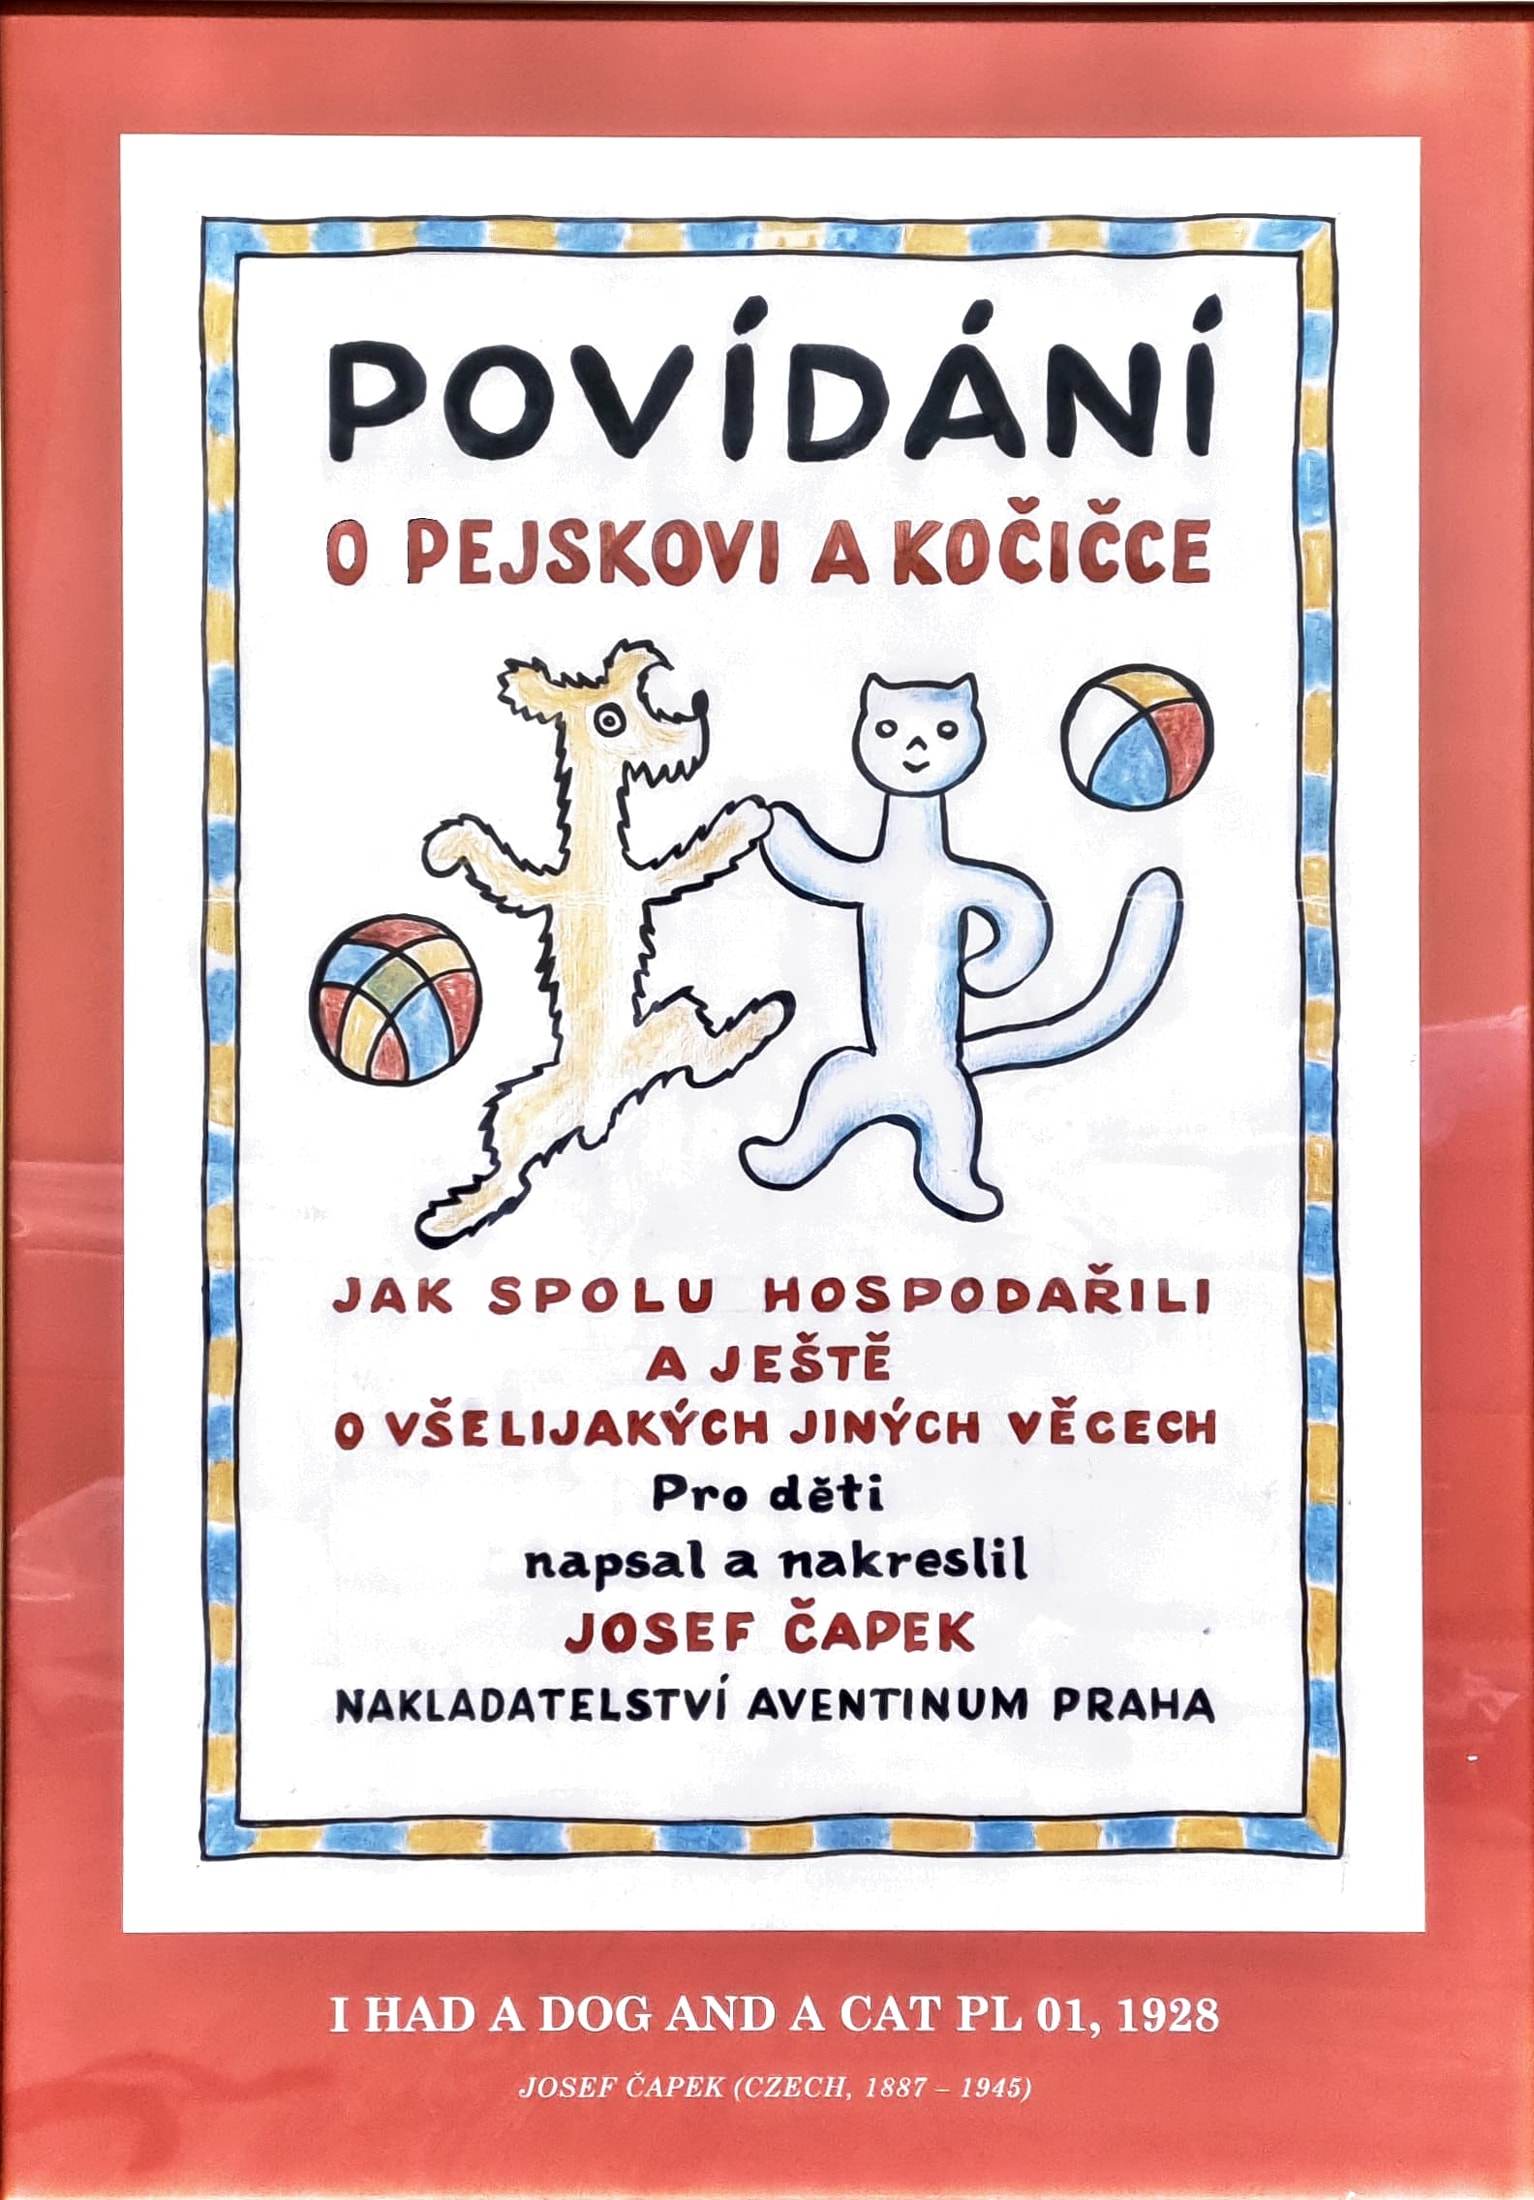 POVÍDÁNÍ
O PEJSKOVI A KOČIČCE
JAK SPOLU HOSPODAŘILI
A JEŠTĚ
O VŠELIJAKÝCH JINÝCH VĚCECH
Pro děti
napsal a nakreslil
JOSEF ČAPEK
NAKLADATELSTVÍ AVENTINUM PRAHA
I HAD A DOG AND A CAT PL 01, 1928
JOSEF ČAPEK (CZECH, 1887 – 1945)